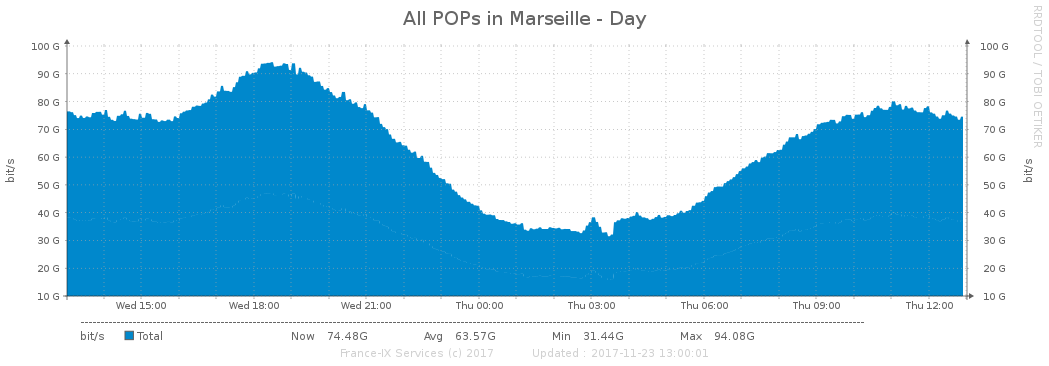 All POPs in Marseille - Day
RRDTOOL / TOBI OETIKER
bit/s
100 G 100 G
90 G 90 G
80 G 80 G
70 G 70 G
60 G 60 G
50 G 50 G
40 G 40 G
30 G 30 G
20 G 20 G
10 G 10 G
bit/s
Wed 15:00 Wed 18:00 Wed 21:00 Thu 00:00 Thu 03:00 Thu 06:00 Thu 09:00 Thu 12:00
bit/s Total Now 74.48G Avg 63.57G Min 31.44G Max 94.08G
France-IX Services (c) 2017 Updated : 2017-11-23 13:00:01